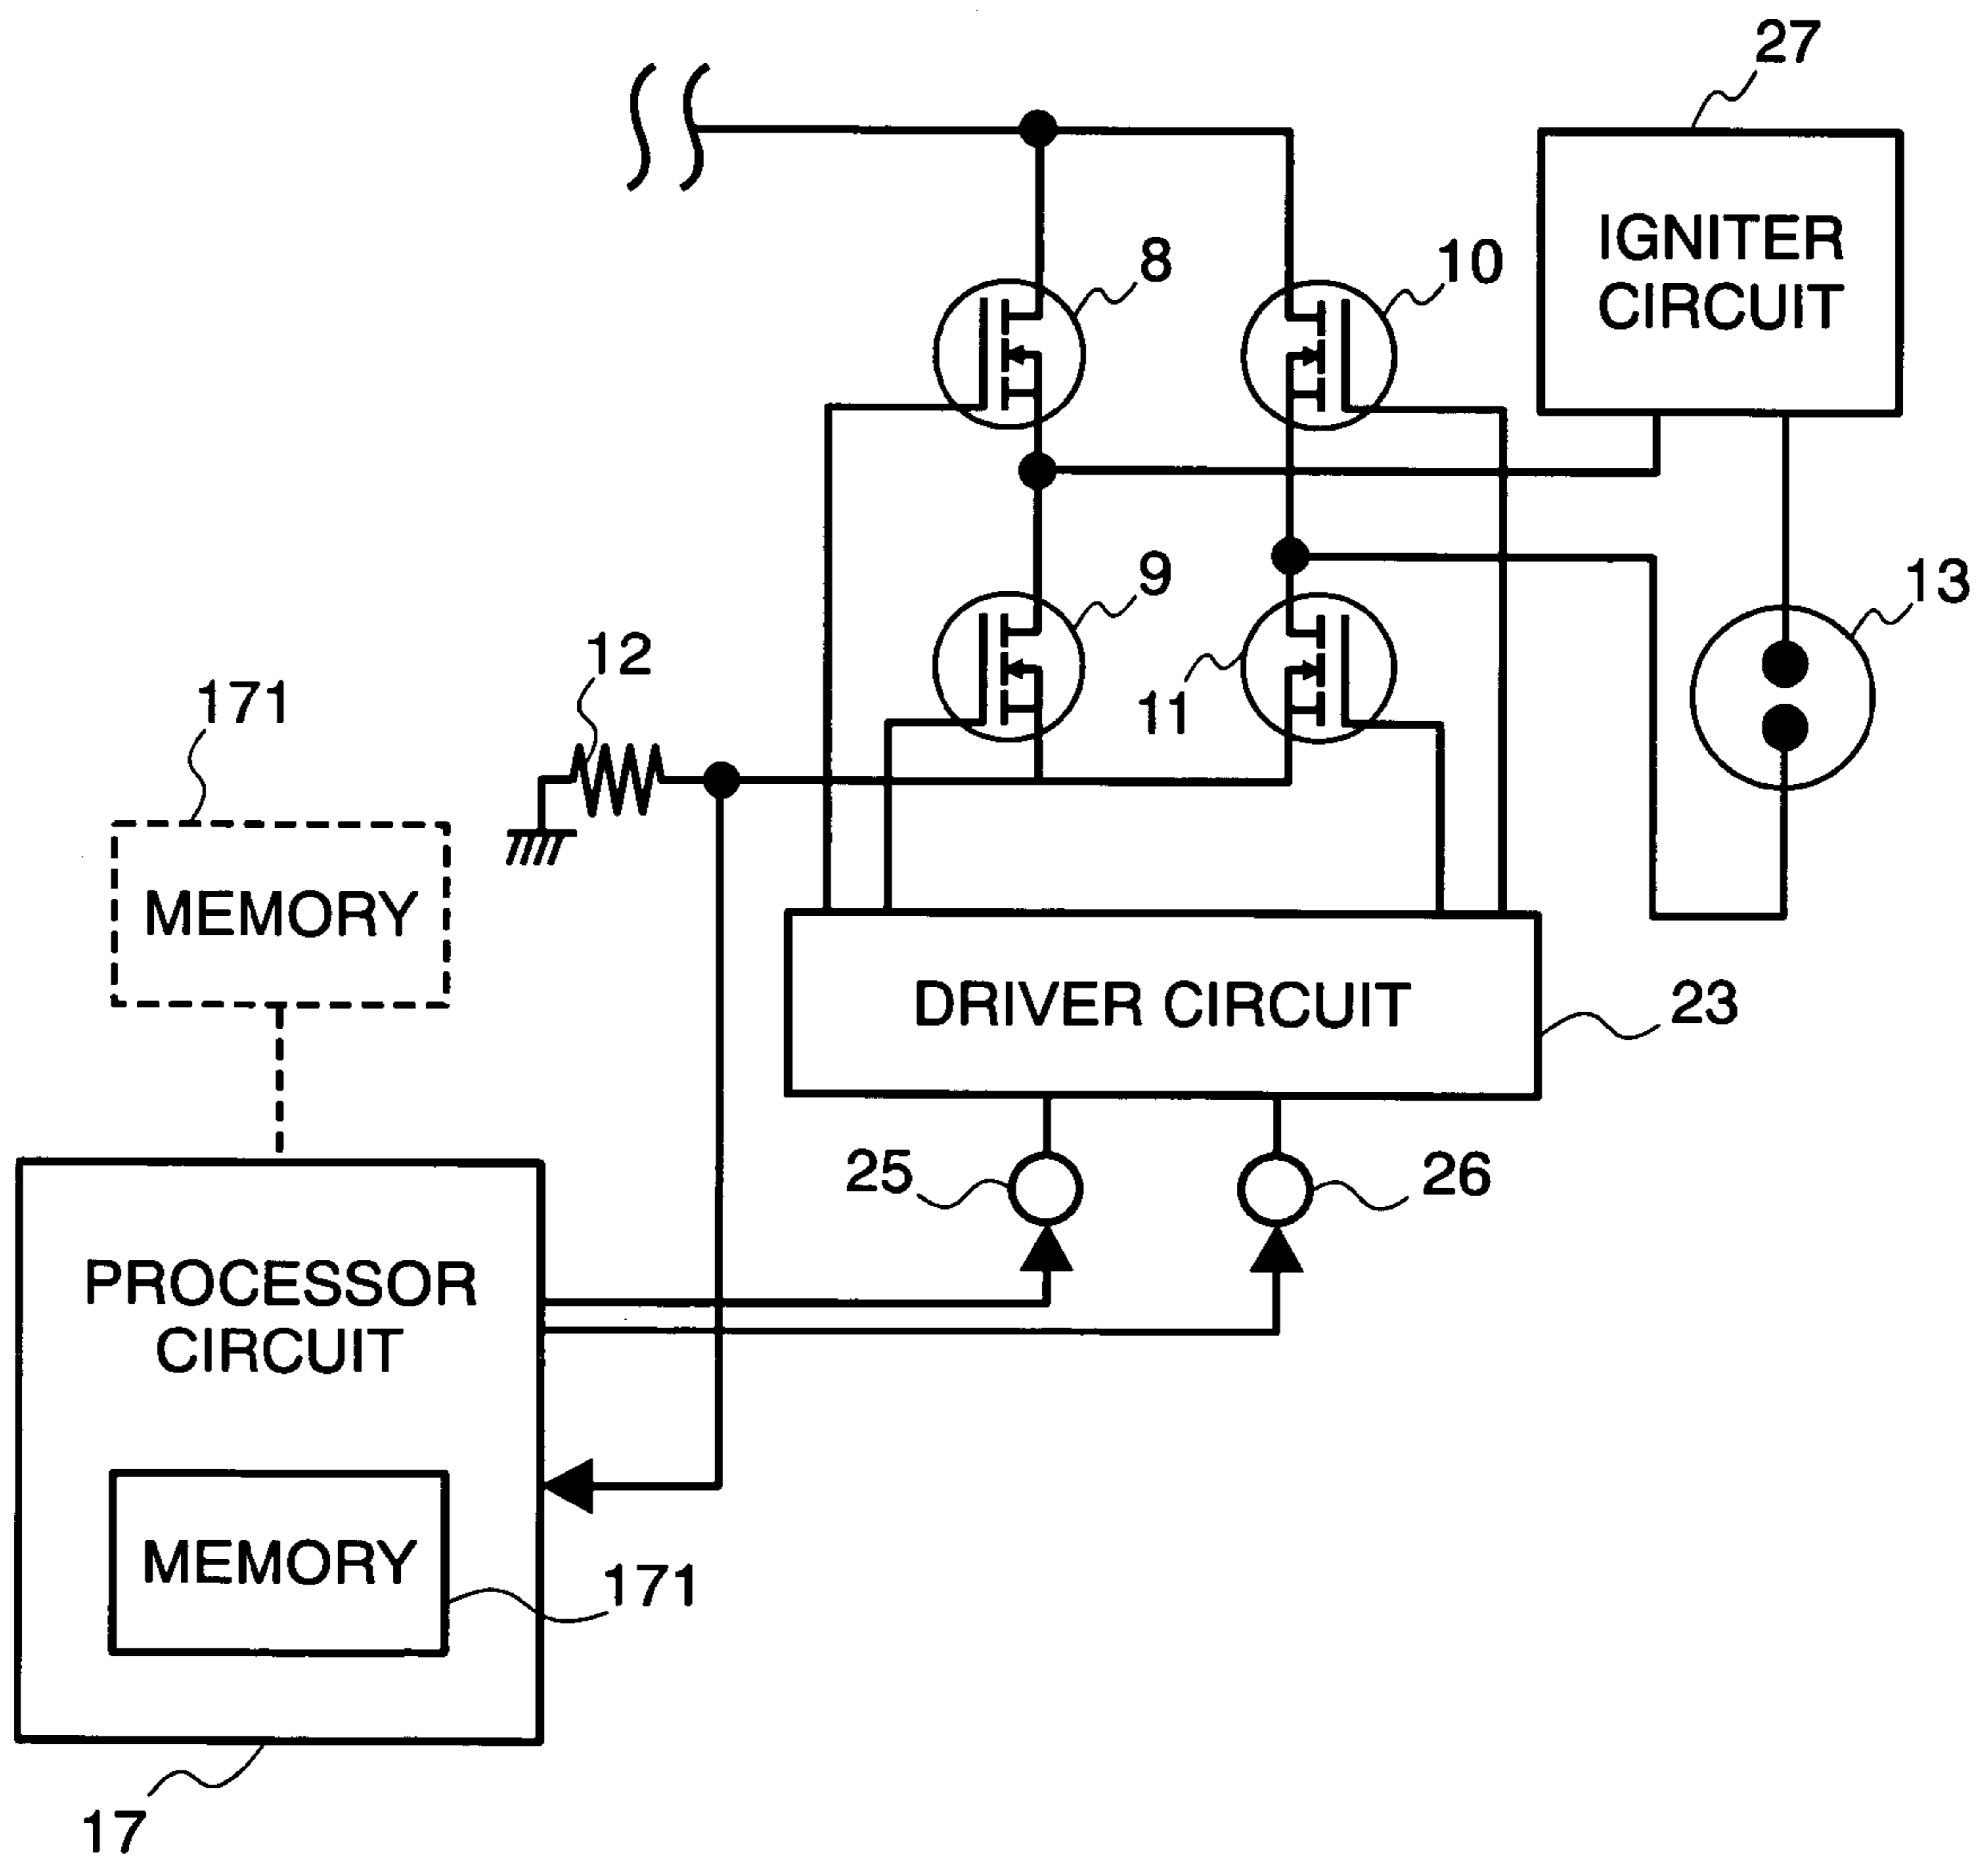 27
IGNITER
CIRCUIT
8
10
9
13
12
11
171
MEMORY
DRIVER CIRCUIT
23
25
26
PROCESSOR
CIRCUIT
MEMORY
171
17